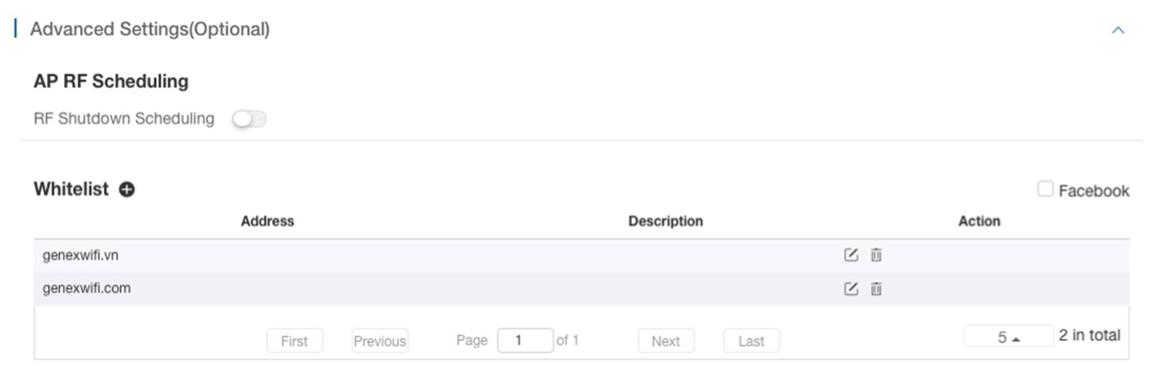 Advanced Settings(Optional)
AP RF Scheduling
RF Shutdown Scheduling
Whitelist
Facebook
Address Description Action
genexwifi.vn
genexwifi.com
First Previous Page 1 of 1 Next Last 5 2 in total